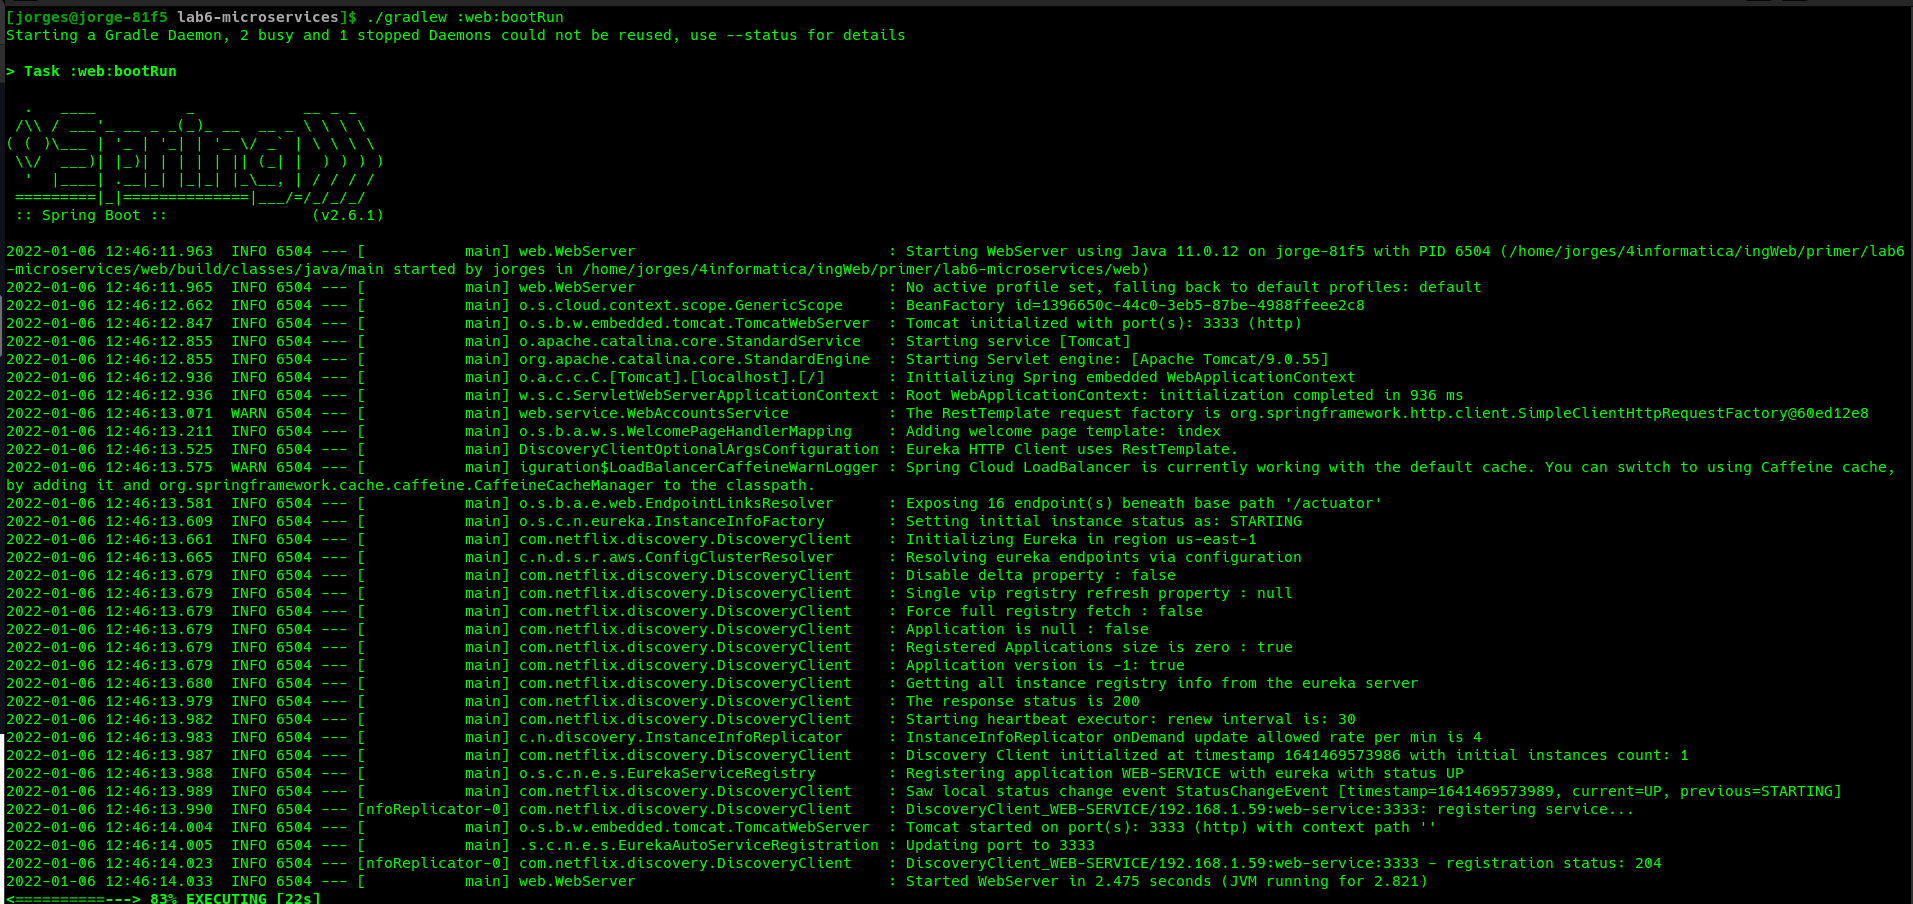 [jorges@jorge-81f5 lab6-microservices]$ ./gradlew :web:bootRun
Starting a Gradle Daemon, 2 busy and 1 stopped Daemons could not be reused, use --status for details
> Task :web:bootRun
  .   ____          _            __ _ _
 /\\ / ___'_ __ _ _(_)_ __  __ _ \ \ \ \
( ( )\___ | '_ | '_| | '_ \/ _` | \ \ \ \
 \\/  ___)| |_)| | | | | || (_| |  ) ) ) )
  '  |____| .__|_| |_|_| |_\__, | / / / /
 =========|_|==============|___/=/_/_/_/
 :: Spring Boot ::                (v2.6.1)
2022-01-06 12:46:11.963  INFO 6504 --- [           main] web.WebServer                            : Starting WebServer using Java 11.0.12 on jorge-81f5 with PID 6504 (/home/jorges/4informatica/ingWeb/primer/lab6
-microservices/web/build/classes/java/main started by jorges in /home/jorges/4informatica/ingWeb/primer/lab6-microservices/web)
2022-01-06 12:46:11.965  INFO 6504 --- [           main] web.WebServer                            : No active profile set, falling back to default profiles: default
2022-01-06 12:46:12.662  INFO 6504 --- [           main] o.s.cloud.context.scope.GenericScope     : BeanFactory id=1396650c-44c0-3eb5-87be-4988ffeee2c8
2022-01-06 12:46:12.847  INFO 6504 --- [           main] o.s.b.w.embedded.tomcat.TomcatWebServer  : Tomcat initialized with port(s): 3333 (http)
2022-01-06 12:46:12.855  INFO 6504 --- [           main] o.apache.catalina.core.StandardService   : Starting service [Tomcat]
2022-01-06 12:46:12.855  INFO 6504 --- [           main] org.apache.catalina.core.StandardEngine  : Starting Servlet engine: [Apache Tomcat/9.0.55]
2022-01-06 12:46:12.936  INFO 6504 --- [           main] o.a.c.c.C.[Tomcat].[localhost].[/]       : Initializing Spring embedded WebApplicationContext
2022-01-06 12:46:12.936  INFO 6504 --- [           main] w.s.c.ServletWebServerApplicationContext : Root WebApplicationContext: initialization completed in 936 ms
2022-01-06 12:46:13.071  WARN 6504 --- [           main] web.service.WebAccountsService           : The RestTemplate request factory is org.springframework.http.client.SimpleClientHttpRequestFactory@60ed12e8
2022-01-06 12:46:13.211  INFO 6504 --- [           main] o.s.b.a.w.s.WelcomePageHandlerMapping    : Adding welcome page template: index
2022-01-06 12:46:13.525  INFO 6504 --- [           main] DiscoveryClientOptionalArgsConfiguration : Eureka HTTP Client uses RestTemplate.
2022-01-06 12:46:13.575  WARN 6504 --- [           main] iguration$LoadBalancerCaffeineWarnLogger : Spring Cloud LoadBalancer is currently working with the default cache. You can switch to using Caffeine cache,
by adding it and org.springframework.cache.caffeine.CaffeineCacheManager to the classpath.
2022-01-06 12:46:13.581  INFO 6504 --- [           main] o.s.b.a.e.web.EndpointLinksResolver      : Exposing 16 endpoint(s) beneath base path '/actuator'
2022-01-06 12:46:13.609  INFO 6504 --- [           main] o.s.c.n.eureka.InstanceInfoFactory       : Setting initial instance status as: STARTING
2022-01-06 12:46:13.661  INFO 6504 --- [           main] com.netflix.discovery.DiscoveryClient    : Initializing Eureka in region us-east-1
2022-01-06 12:46:13.665  INFO 6504 --- [           main] c.n.d.s.r.aws.ConfigClusterResolver      : Resolving eureka endpoints via configuration
2022-01-06 12:46:13.679  INFO 6504 --- [           main] com.netflix.discovery.DiscoveryClient    : Disable delta property : false
2022-01-06 12:46:13.679  INFO 6504 --- [           main] com.netflix.discovery.DiscoveryClient    : Single vip registry refresh property : null
2022-01-06 12:46:13.679  INFO 6504 --- [           main] com.netflix.discovery.DiscoveryClient    : Force full registry fetch : false
2022-01-06 12:46:13.679  INFO 6504 --- [           main] com.netflix.discovery.DiscoveryClient    : Application is null : false
2022-01-06 12:46:13.679  INFO 6504 --- [           main] com.netflix.discovery.DiscoveryClient    : Registered Applications size is zero : true
2022-01-06 12:46:13.679  INFO 6504 --- [           main] com.netflix.discovery.DiscoveryClient    : Application version is -1: true
2022-01-06 12:46:13.680  INFO 6504 --- [           main] com.netflix.discovery.DiscoveryClient    : Getting all instance registry info from the eureka server
2022-01-06 12:46:13.979  INFO 6504 --- [           main] com.netflix.discovery.DiscoveryClient    : The response status is 200
2022-01-06 12:46:13.982  INFO 6504 --- [           main] com.netflix.discovery.DiscoveryClient    : Starting heartbeat executor: renew interval is: 30
2022-01-06 12:46:13.983  INFO 6504 --- [           main] c.n.discovery.InstanceInfoReplicator     : InstanceInfoReplicator onDemand update allowed rate per min is 4
2022-01-06 12:46:13.987  INFO 6504 --- [           main] com.netflix.discovery.DiscoveryClient    : Discovery Client initialized at timestamp 1641469573986 with initial instances count: 1
2022-01-06 12:46:13.988  INFO 6504 --- [           main] o.s.c.n.e.s.EurekaServiceRegistry        : Registering application WEB-SERVICE with eureka with status UP
2022-01-06 12:46:13.989  INFO 6504 --- [           main] com.netflix.discovery.DiscoveryClient    : Saw local status change event StatusChangeEvent [timestamp=1641469573989, current=UP, previous=STARTING]
2022-01-06 12:46:13.990  INFO 6504 --- [nfoReplicator-0] com.netflix.discovery.DiscoveryClient    : DiscoveryClient_WEB-SERVICE/192.168.1.59:web-service:3333: registering service...
2022-01-06 12:46:14.004  INFO 6504 --- [           main] o.s.b.w.embedded.tomcat.TomcatWebServer  : Tomcat started on port(s): 3333 (http) with context path ''
2022-01-06 12:46:14.005  INFO 6504 --- [           main] .s.c.n.e.s.EurekaAutoServiceRegistration : Updating port to 3333
2022-01-06 12:46:14.023  INFO 6504 --- [nfoReplicator-0] com.netflix.discovery.DiscoveryClient    : DiscoveryClient_WEB-SERVICE/192.168.1.59:web-service:3333 - registration status: 204
2022-01-06 12:46:14.033  INFO 6504 --- [           main] web.WebServer                            : Started WebServer in 2.475 seconds (JVM running for 2.821)
<==========---> 83% EXECUTING [22s]